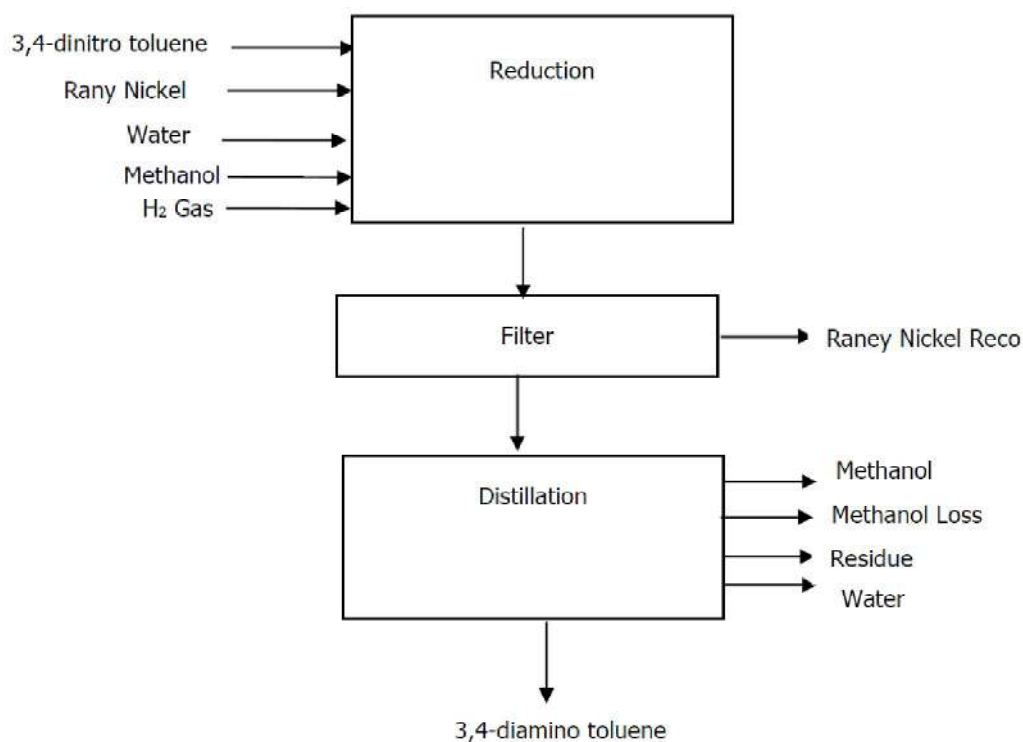 3,4-dinitro toluene
Reduction
Rany Nickel
Water
Methanol
H₂ Gas
Filter
Raney Nickel Reco
Distillation
Methanol
Methanol Loss
Residue
Water
3,4-diamino toluene